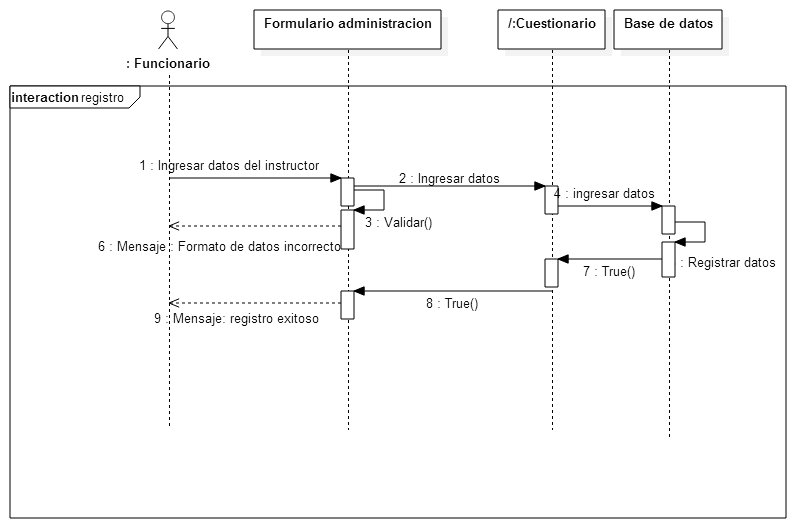 Formulario administracion
/:Cuestionario
Base de datos
: Funcionario
interaction registro
1 : Ingresar datos del instructor
2 : Ingresar datos
4 : ingresar datos
3 : Validar()
6 : Mensaje : Formato de datos incorrecto
: Registrar datos
7 : True()
8 : True()
9 : Mensaje: registro exitoso